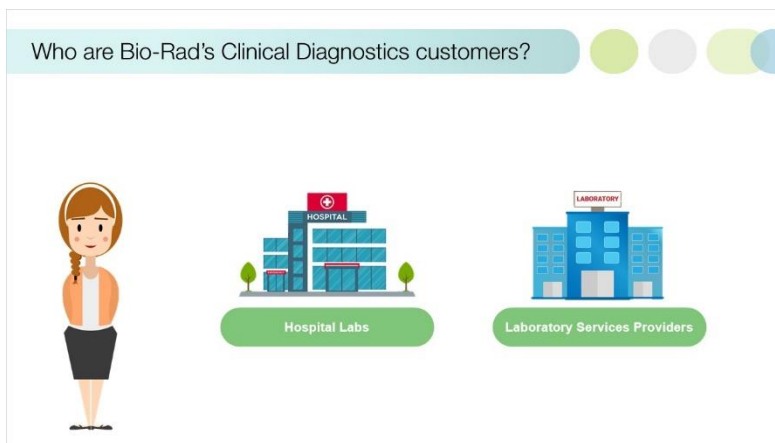 Who are Bio-Rad's Clinical Diagnostics customers?
HOSPITAL
LABORATORY
Hospital Labs
Laboratory Services Providers